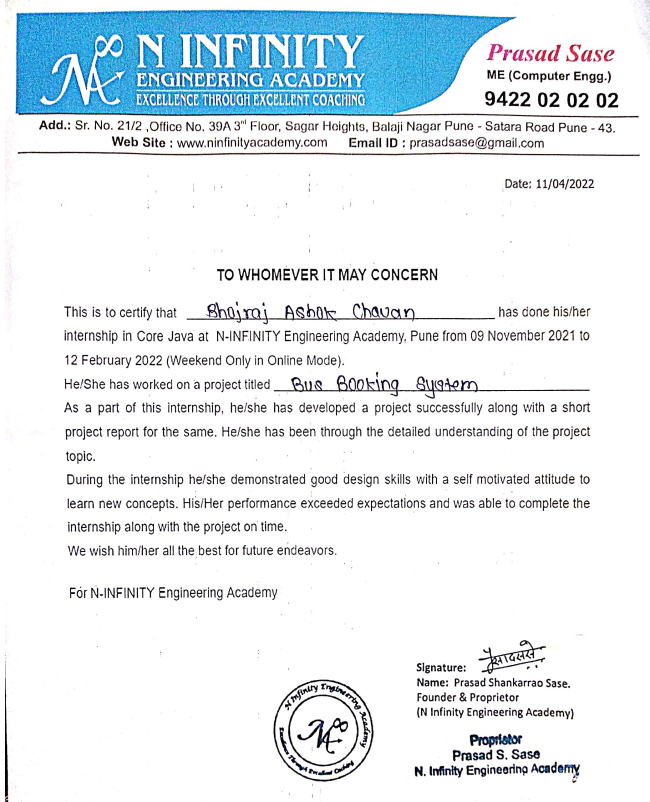 N INFINITY
ENGINEERING ACADEMY
EXCELLENCE THROUGH EXCELLENT COACHING
Prasad Sase
ME (Computer Engg.)
9422 02 02 02
Add.: Sr. No. 21/2 ,Office No. 39A 3rd Floor, Sagar Heights, Balaji Nagar Pune - Satara Road Pune - 43.
Web Site : www.ninfinityacademy.com Email ID : prasadsase@gmail.com
Date: 11/04/2022
TO WHOMEVER IT MAY CONCERN
This is to certify that Bhojraj Ashok Chavan has done his/her
internship in Core Java at N-INFINITY Engineering Academy, Pune from 09 November 2021 to
12 February 2022 (Weekend Only in Online Mode).
He/She has worked on a project titled Bus Booking System
As a part of this internship, he/she has developed a project successfully along with a short
project report for the same. He/she has been through the detailed understanding of the project
topic.
During the internship he/she demonstrated good design skills with a self motivated attitude to
learn new concepts. His/Her performance exceeded expectations and was able to complete the
internship along with the project on time.
We wish him/her all the best for future endeavors.
For N-INFINITY Engineering Academy
Signature:
Name: Prasad Shankarrao Sase.
Founder & Proprietor
(N Infinity Engineering Academy)
N Infinity Engineering Academy
Excellence Through Excellent Coaching
Proprietor
Prasad S. Sase
N. Infinity Engineering Academy